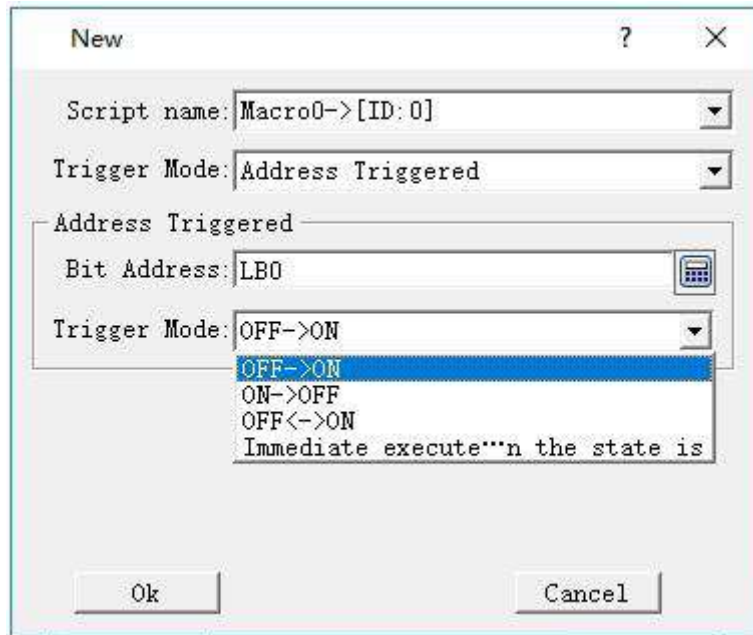 New ?
Script name: Macro0->[ID:0]
Trigger Mode: Address Triggered
Address Triggered
Bit Address: LB0
Trigger Mode: OFF->ON
OFF->ON
ON->OFF
OFF<->ON
Immediate execute…n the state is
Ok Cancel